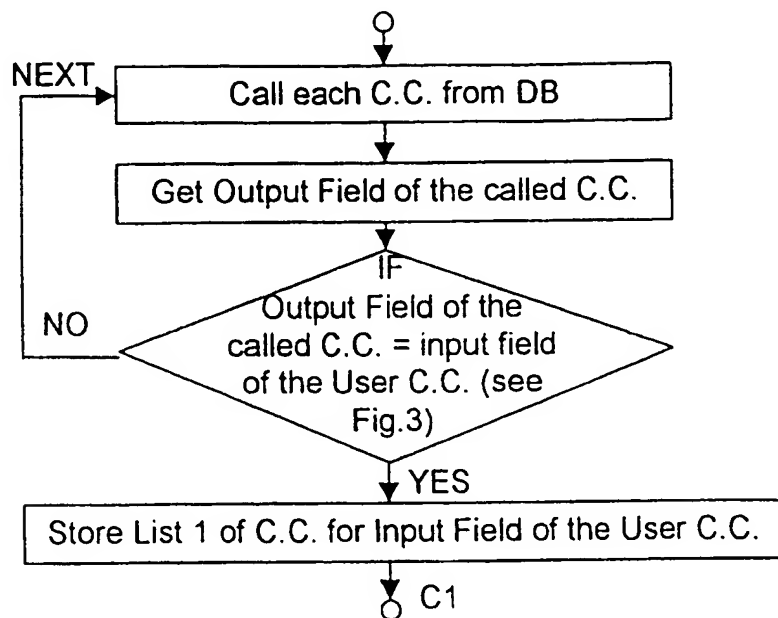 NEXT
Call each C.C. from DB
Get Output Field of the called C.C.
IF
Output Field of the
called C.C. = input field
of the User C.C. (see
Fig.3)
NO
YES
Store List 1 of C.C. for Input Field of the User C.C.
C1